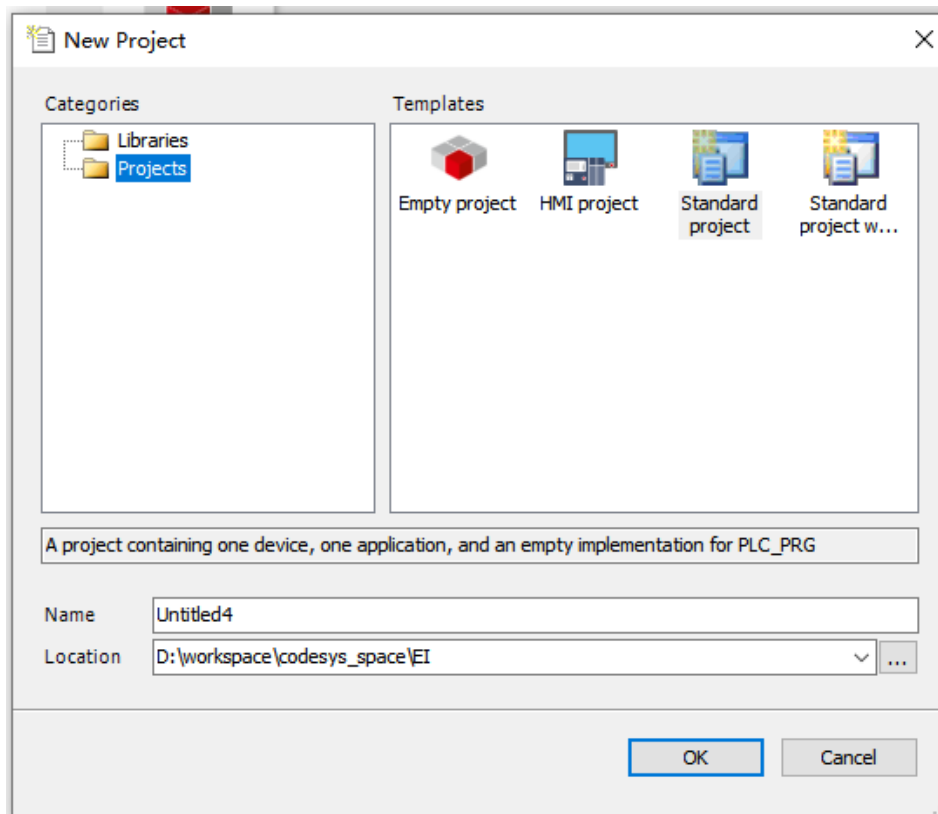 New Project
Categories
Templates
Libraries
Projects
Empty project
HMI project
Standard
project
Standard
project w...
A project containing one device, one application, and an empty implementation for PLC_PRG
Name
Untitled4
Location
D:\workspace\codesys_space\EI
...
OK
Cancel